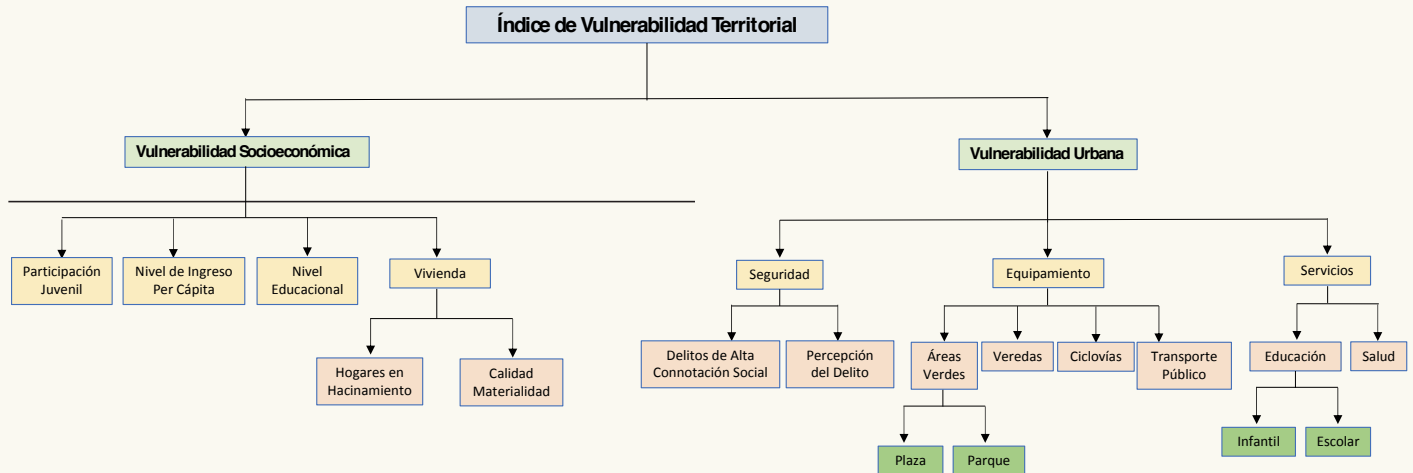 Índice de Vulnerabilidad Territorial
Vulnerabilidad Socioeconómica
Vulnerabilidad Urbana
Participación
Juvenil
Nivel de Ingreso
Per Cápita
Nivel
Educacional
Vivienda
Seguridad
Equipamiento
Servicios
Hogares en
Hacinamiento
Calidad
Materialidad
Delitos de Alta
Connotación Social
Percepción
del Delito
Áreas
Verdes
Veredas
Ciclovías
Transporte
Público
Educación
Salud
Plaza
Parque
Infantil
Escolar